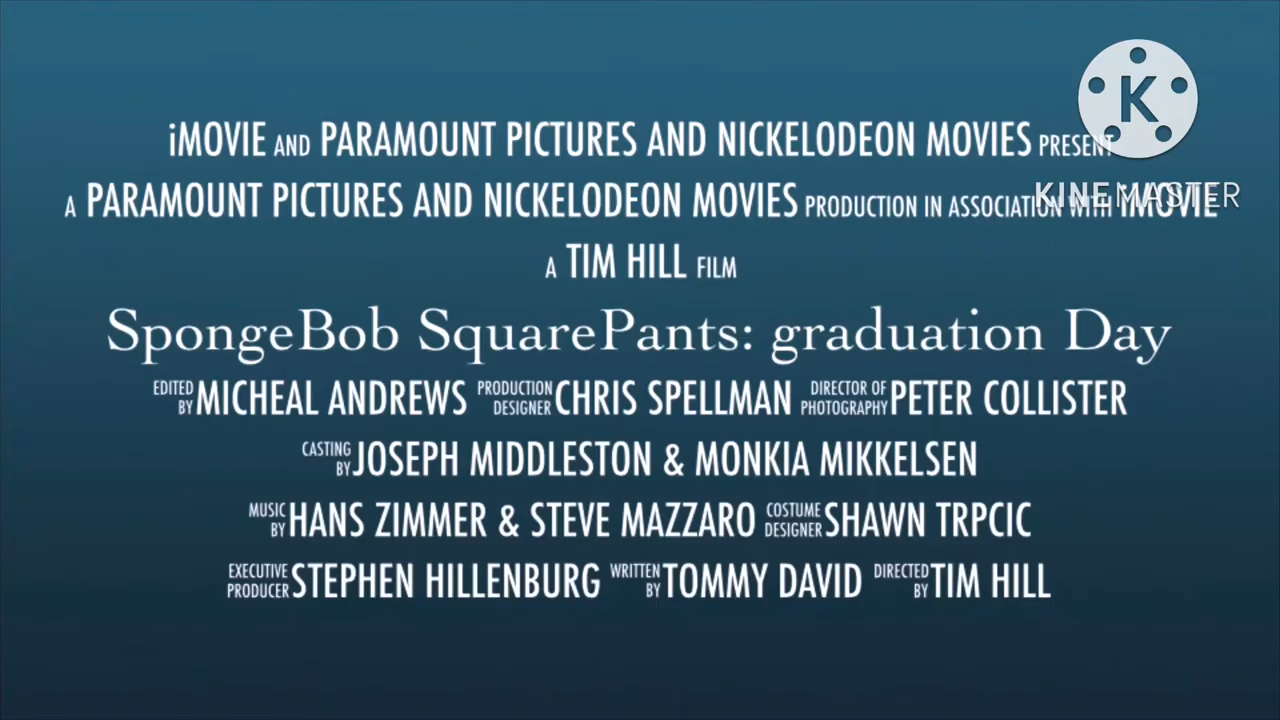 iMOVIE AND PARAMOUNT PICTURES AND NICKELODEON MOVIES PRESENT
A PARAMOUNT PICTURES AND NICKELODEON MOVIES PRODUCTION IN ASSOCIATION WITH iMOVIE
A TIM HILL FILM
SpongeBob SquarePants: graduation Day
EDITED BY MICHEAL ANDREWS PRODUCTION DESIGNER CHRIS SPELLMAN DIRECTOR OF PHOTOGRAPHY PETER COLLISTER
CASTING BY JOSEPH MIDDLESTON & MONKIA MIKKELSEN
MUSIC BY HANS ZIMMER & STEVE MAZZARO COSTUME DESIGNER SHAWN TRPCIC
EXECUTIVE PRODUCER STEPHEN HILLENBURG WRITTEN BY TOMMY DAVID DIRECTED BY TIM HILL
K
KINEMASTER